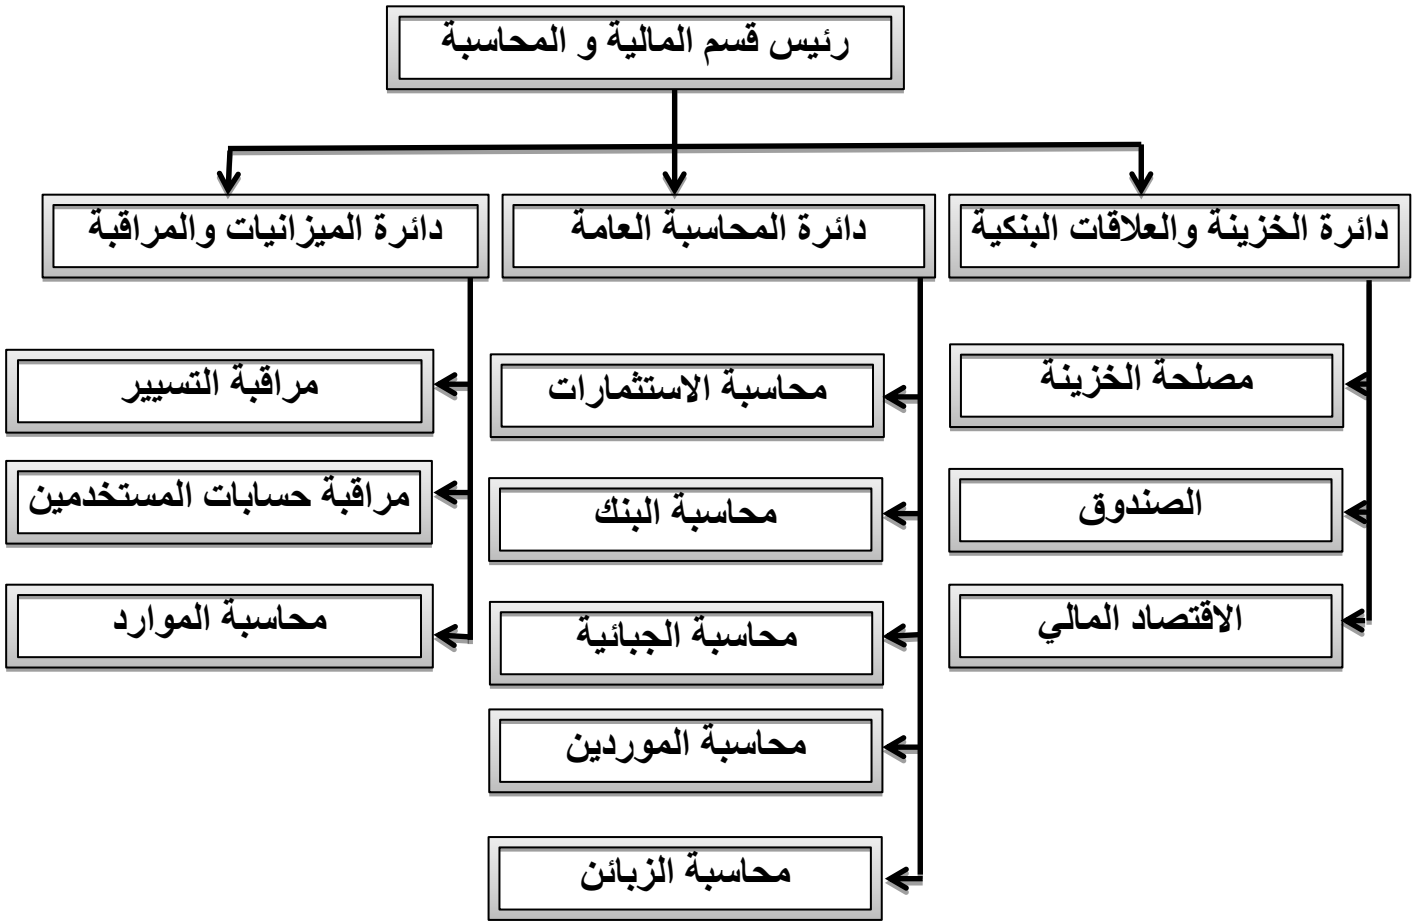 رئيس قسم المالية و المحاسبة
دائرة الخزينة والعلاقات البنكية
دائرة المحاسبة العامة
دائرة الميزانيات والمراقبة
مصلحة الخزينة
محاسبة الاستثمارات
مراقبة التسيير
الصندوق
محاسبة البنك
مراقبة حسابات المستخدمين
الاقتصاد المالي
محاسبة الجبائية
محاسبة الموارد
محاسبة الموردين
محاسبة الزبائن